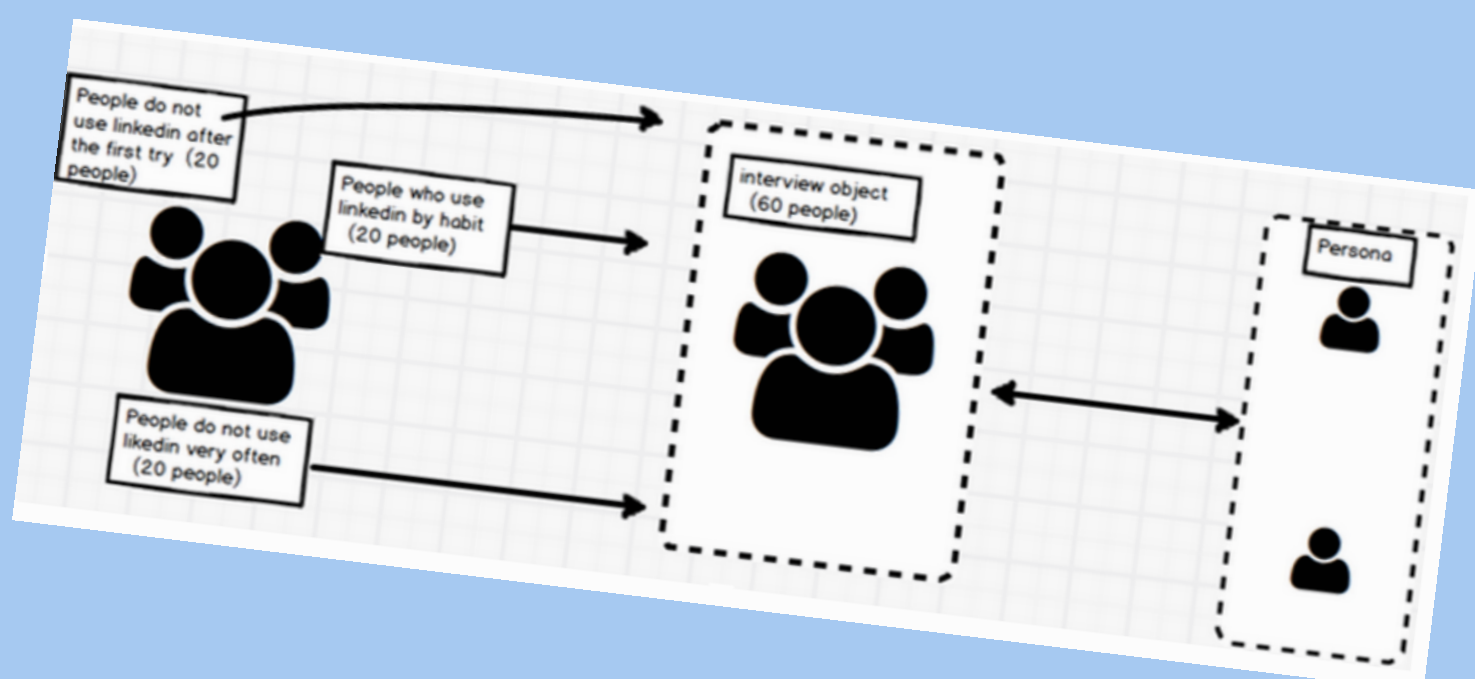 People do not
use linkedin after
the first try (20
people)
People who use
linkedin by habit
(20 people)
People do not use
likedin very often
(20 people)
interview object
(60 people)
Persona